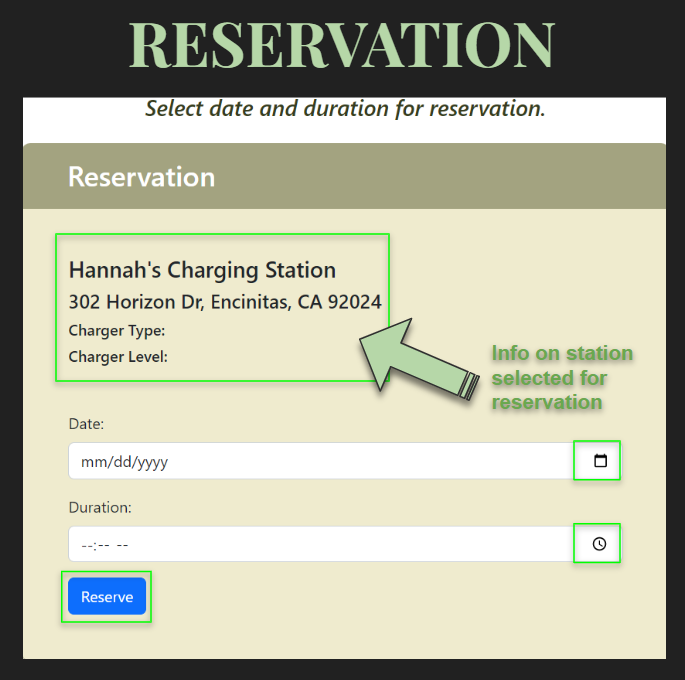 RESERVATION
Select date and duration for reservation.
Reservation
Hannah's Charging Station
302 Horizon Dr, Encinitas, CA 92024
Charger Type:
Charger Level:
Info on station
selected for
reservation
Date:
mm/dd/yyyy
Duration:
--:-- --
Reserve